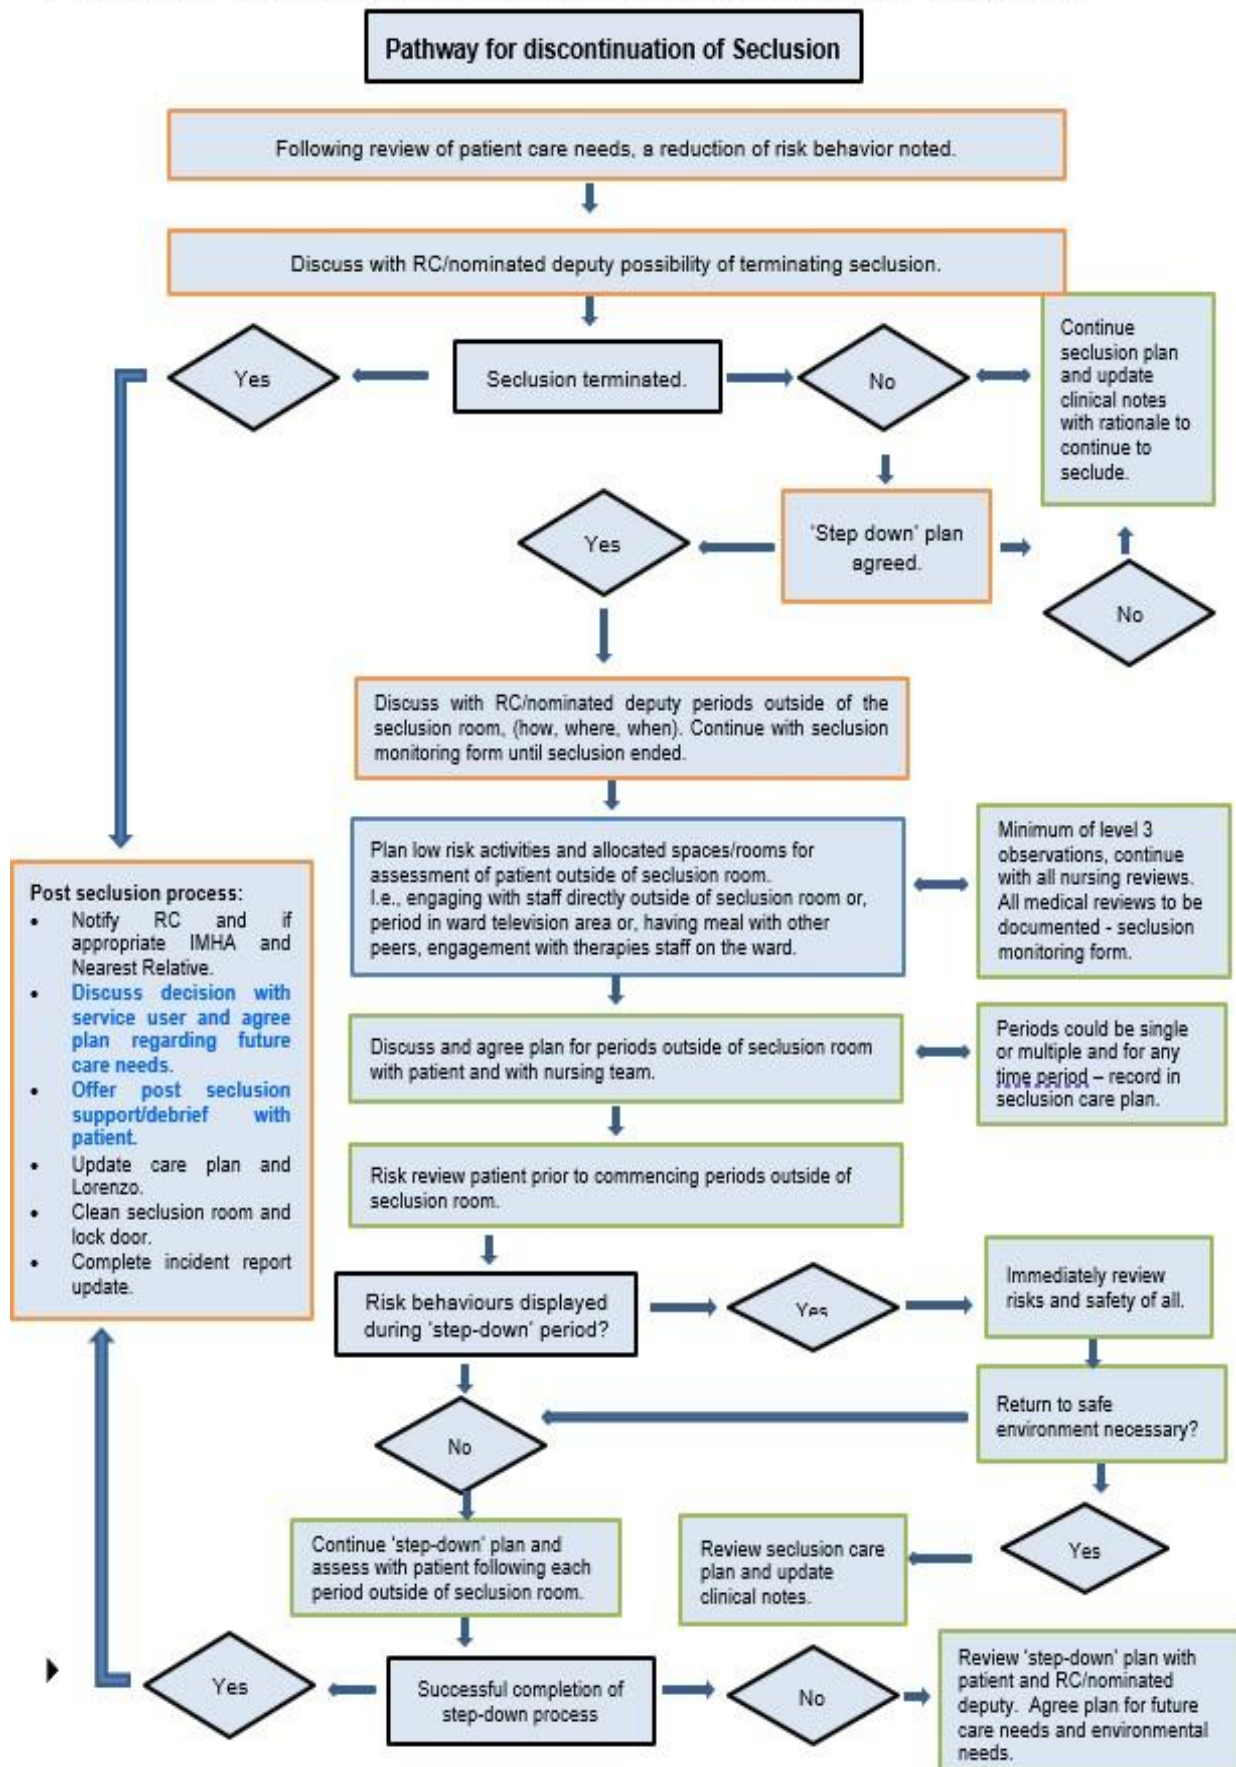 Pathway for discontinuation of Seclusion
Following review of patient care needs, a reduction of risk behavior noted.
Discuss with RC/nominated deputy possibility of terminating seclusion.
Yes
Seclusion terminated.
No
Continue
seclusion plan
and update
clinical notes
with rationale to
continue to
seclude.
Yes
'Step down' plan
agreed.
No
Discuss with RC/nominated deputy periods outside of the
seclusion room, (how, where, when). Continue with seclusion
monitoring form until seclusion ended.
Plan low risk activities and allocated spaces/rooms for
assessment of patient outside of seclusion room.
I.e., engaging with staff directly outside of seclusion room or,
period in ward television area or, having meal with other
peers, engagement with therapies staff on the ward.
Minimum of level 3
observations, continue
with all nursing reviews.
All medical reviews to be
documented - seclusion
monitoring form.
Post seclusion process:
• Notify RC and if
appropriate IMHA and
Nearest Relative.
• Discuss decision with
service user and agree
plan regarding future
care needs.
• Offer post seclusion
support/debrief with
patient.
• Update care plan and
Lorenzo.
• Clean seclusion room and
lock door.
• Complete incident report
update.
Discuss and agree plan for periods outside of seclusion room
with patient and with nursing team.
Periods could be single
or multiple and for any
time period – record in
seclusion care plan.
Risk review patient prior to commencing periods outside of
seclusion room.
Risk behaviours displayed
during 'step-down' period?
Yes
Immediately review
risks and safety of all.
Return to safe
environment necessary?
No
Yes
Continue 'step-down' plan and
assess with patient following each
period outside of seclusion room.
Review seclusion care
plan and update
clinical notes.
Yes
Successful completion of
step-down process
No
Review 'step-down' plan with
patient and RC/nominated
deputy. Agree plan for future
care needs and environmental
needs.